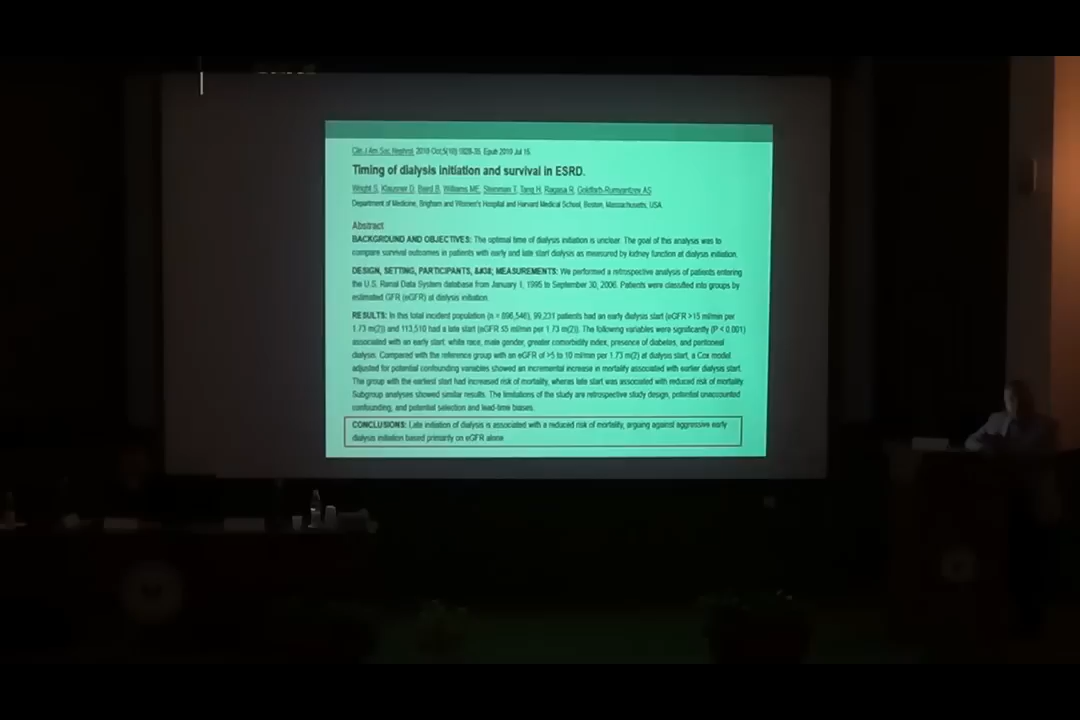 Clin J Am Soc Nephrol. 2010 Oct;5(10):1828-35. Epub 2010 Jul 15.
Timing of dialysis initiation and survival in ESRD.
Wright S, Klausner D, Baird B, Williams ME, Steinman T, Tang H, Ragasa R, Goldfarb-Rumyantzev AS
Department of Medicine, Brigham and Women's Hospital and Harvard Medical School, Boston, Massachusetts, USA.
Abstract
BACKGROUND AND OBJECTIVES: The optimal time of dialysis initiation is unclear. The goal of this analysis was to
compare survival outcomes in patients with early and late start dialysis as measured by kidney function at dialysis initiation.
DESIGN, SETTING, PARTICIPANTS, &#38; MEASUREMENTS: We performed a retrospective analysis of patients entering
the U.S. Renal Data System database from January 1, 1995 to September 30, 2006. Patients were classified into groups by
estimated GFR (eGFR) at dialysis initiation.
RESULTS: In this total incident population (n = 896,546), 99,231 patients had an early dialysis start (eGFR >15 ml/min per
1.73 m(2)) and 113,510 had a late start (eGFR ≤5 ml/min per 1.73 m(2)). The following variables were significantly (P < 0.001)
associated with an early start: white race, male gender, greater comorbidity index, presence of diabetes, and peritoneal
dialysis. Compared with the reference group with an eGFR of >5 to 10 ml/min per 1.73 m(2) at dialysis start, a Cox model
adjusted for potential confounding variables showed an incremental increase in mortality associated with earlier dialysis start.
The group with the earliest start had increased risk of mortality, whereas late start was associated with reduced risk of mortality.
Subgroup analyses showed similar results. The limitations of the study are retrospective study design, potential unaccounted
confounding, and potential selection and lead-time biases.
CONCLUSIONS: Late initiation of dialysis is associated with a reduced risk of mortality, arguing against aggressive early
dialysis initiation based primarily on eGFR alone